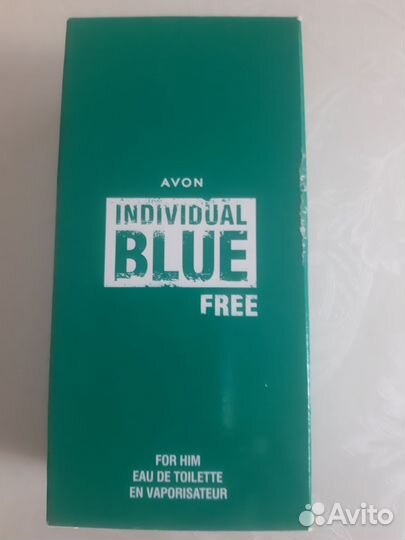 AVON
INDIVIDUAL
BLUE
FREE
FOR HIM
EAU DE TOILETTE
EN VAPORISATEUR
Avito